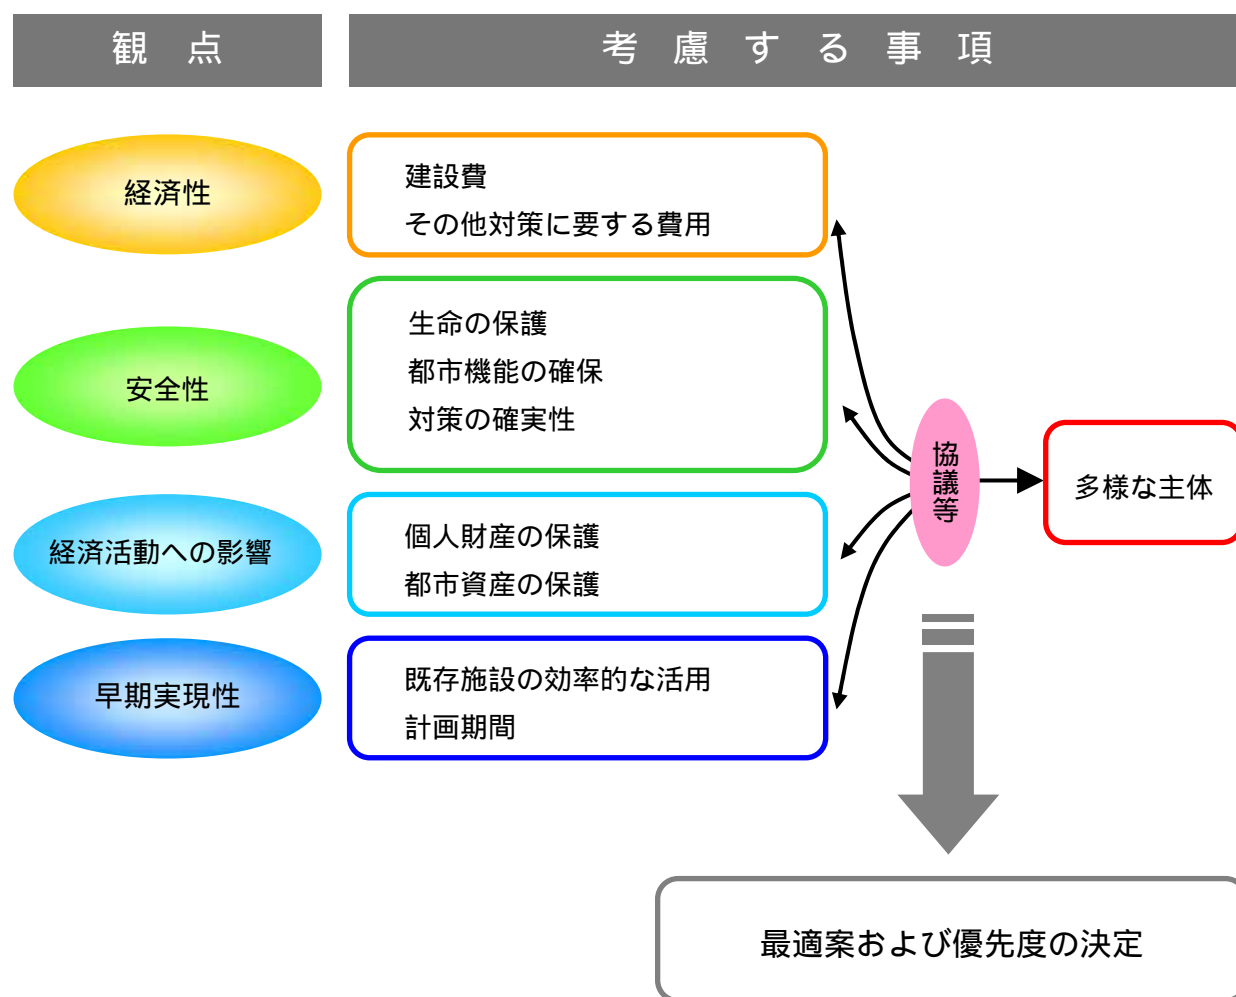 観点
考慮する事項
経済性
建設費
その他対策に要する費用
安全性
生命の保護
都市機能の確保
対策の確実性
経済活動への影響
個人財産の保護
都市資産の保護
早期実現性
既存施設の効率的な活用
計画期間
協議等
多様な主体
最適案および優先度の決定